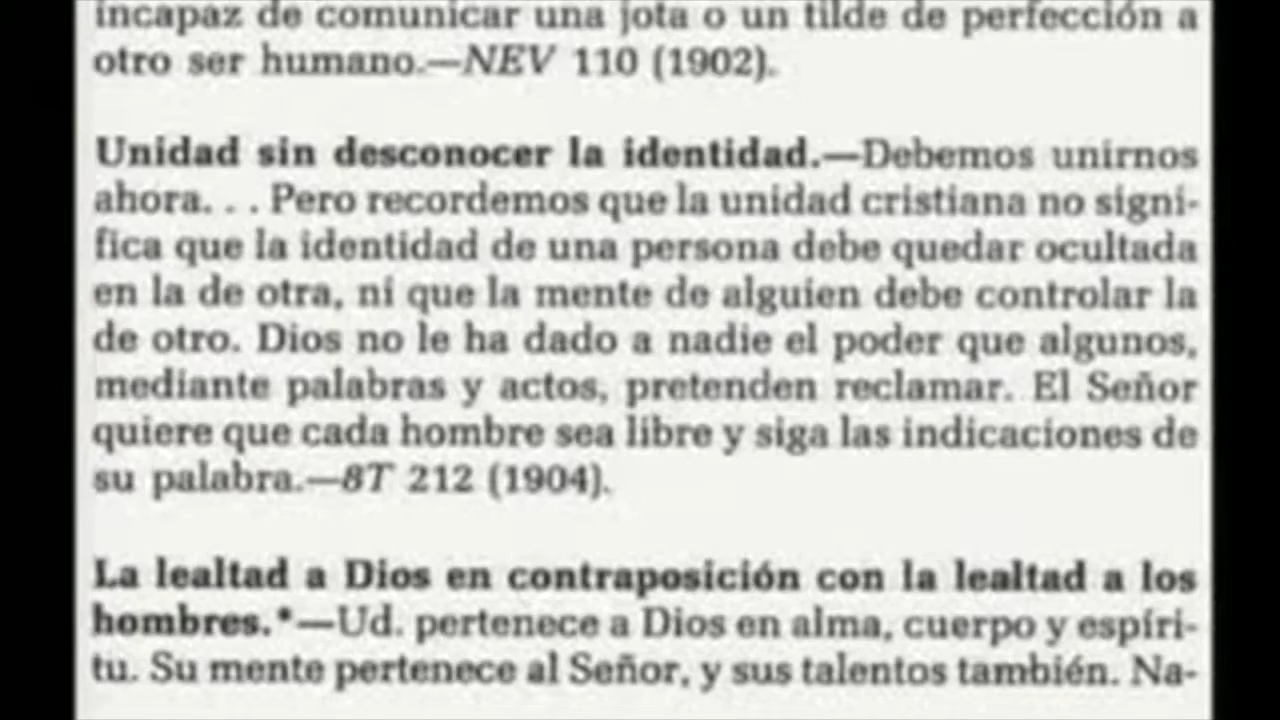 incapaz de comunicar una jota o un tilde de perfección a
otro ser humano.—NEV 110 (1902).
Unidad sin desconocer la identidad.—Debemos unirnos
ahora. . . Pero recordemos que la unidad cristiana no signi-
fica que la identidad de una persona debe quedar ocultada
en la de otra, ni que la mente de alguien debe controlar la
de otro. Dios no le ha dado a nadie el poder que algunos,
mediante palabras y actos, pretenden reclamar. El Señor
quiere que cada hombre sea libre y siga las indicaciones de
su palabra.—8T 212 (1904).
La lealtad a Dios en contraposición con la lealtad a los
hombres.*—Ud. pertenece a Dios en alma, cuerpo y espíri-
tu. Su mente pertenece al Señor, y sus talentos también. Na-